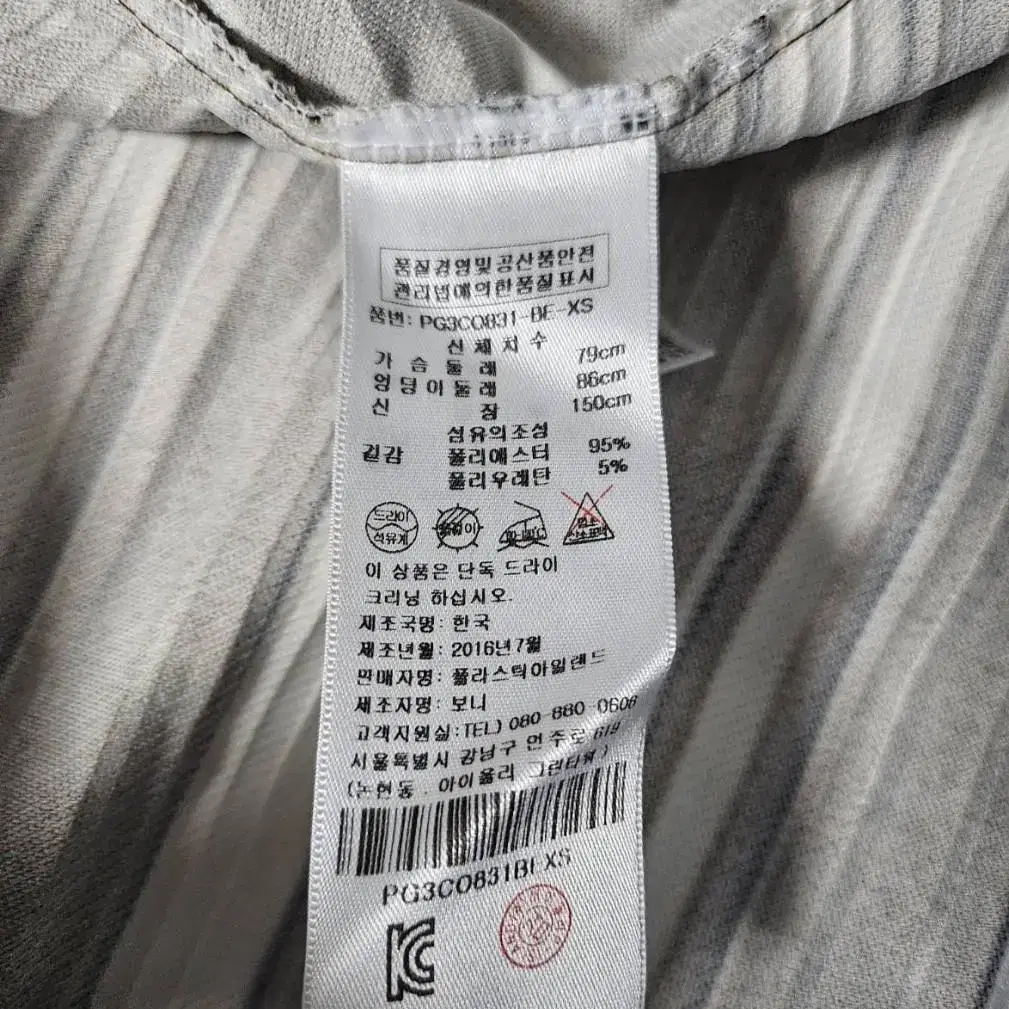 품질경영및공산품안전
관리법에의한품질표시
품번: PG3CO831-BE-XS
신체치수
가슴둘레 79cm
엉덩이둘레 86cm
신장 150cm
섬유의조성
겉감 폴리에스터 95%
폴리우레탄 5%
드라이
석유계
이 상품은 단독 드라이
크리닝 하십시오.
제조국명: 한국
제조년월: 2016년7월
판매자명: 플라스틱아일랜드
제조자명: 보니
고객지원실:TEL) 080-880-0608
서울특별시 강남구 언주로 619
(논현동. 아이올리 그린타워)
PG3CO831BEXS